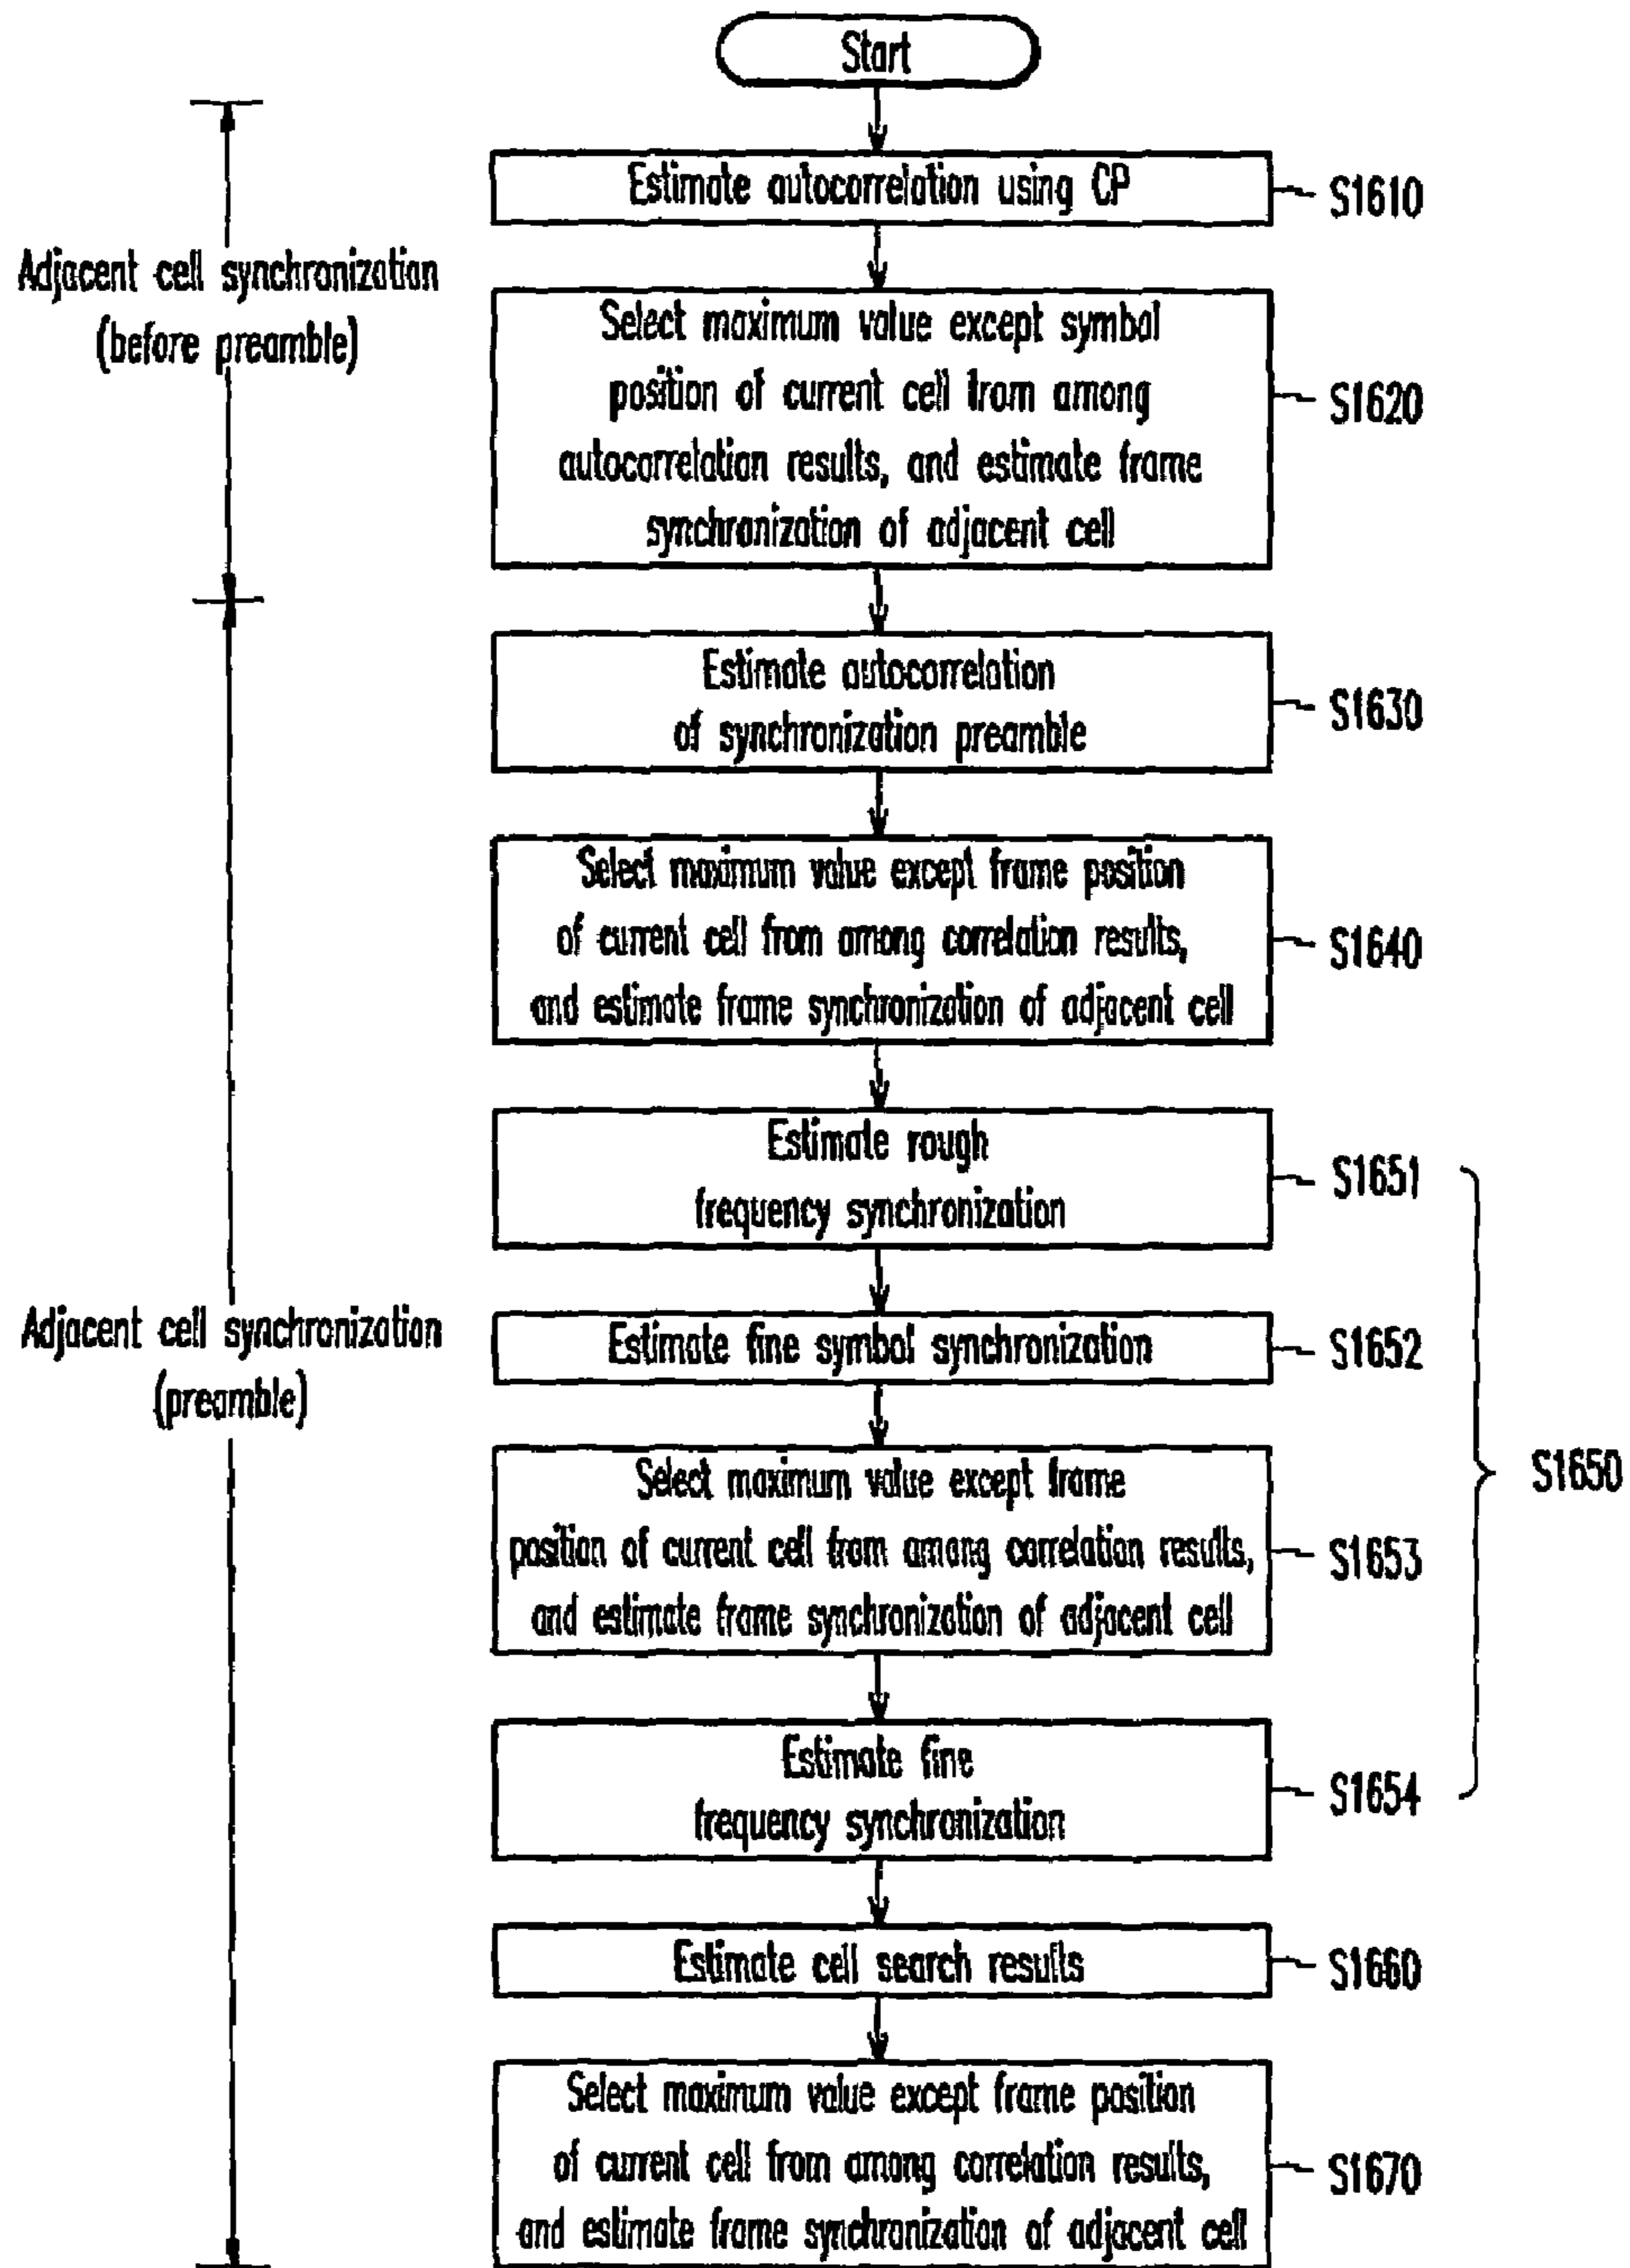 Start
Estimate autocorrelation using CP
S1610
Adjacent cell synchronization
(before preamble)
Select maximum value except symbol
position of current cell from among
autocorrelation results, and estimate frame
synchronization of adjacent cell
S1620
Estimate autocorrelation
of synchronization preamble
S1630
Select maximum value except frame position
of current cell from among correlation results,
and estimate frame synchronization of adjacent cell
S1640
Estimate rough
frequency synchronization
S1651
Adjacent cell synchronization
(preamble)
Estimate fine symbol synchronization
S1652
Select maximum value except frame
position of current cell from among correlation results,
and estimate frame synchronization of adjacent cell
S1653
S1650
Estimate fine
frequency synchronization
S1654
Estimate cell search results
S1660
Select maximum value except frame position
of current cell from among correlation results,
and estimate frame synchronization of adjacent cell
S1670